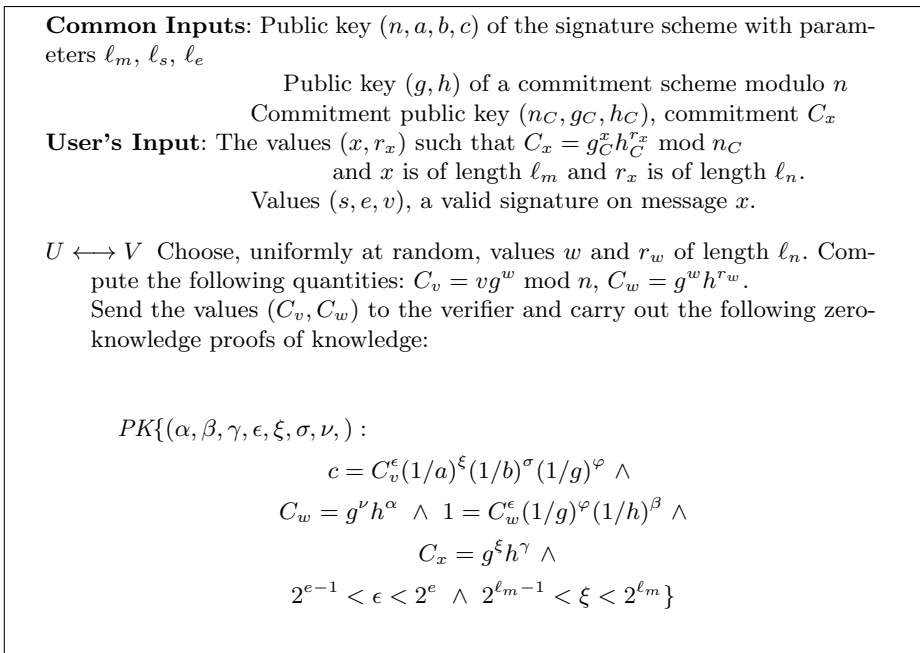 Common Inputs: Public key (n, a, b, c) of the signature scheme with param-
eters ℓ_m, ℓ_s, ℓ_e
Public key (g, h) of a commitment scheme modulo n
Commitment public key (n_C, g_C, h_C), commitment C_x
User's Input: The values (x, r_x) such that C_x = g_C^x h_C^{r_x} mod n_C
and x is of length ℓ_m and r_x is of length ℓ_n.
Values (s, e, v), a valid signature on message x.
U ⟷ V Choose, uniformly at random, values w and r_w of length ℓ_n. Com-
pute the following quantities: C_v = vg^w mod n, C_w = g^w h^{r_w}.
Send the values (C_v, C_w) to the verifier and carry out the following zero-
knowledge proofs of knowledge:
PK{(α, β, γ, ϵ, ξ, σ, ν, ) :
c = C_v^ϵ (1/a)^ξ (1/b)^σ (1/g)^φ ∧
C_w = g^ν h^α ∧ 1 = C_w^ϵ (1/g)^φ (1/h)^β ∧
C_x = g^ξ h^γ ∧
2^{e−1} < ϵ < 2^e ∧ 2^{ℓ_m−1} < ξ < 2^{ℓ_m}}